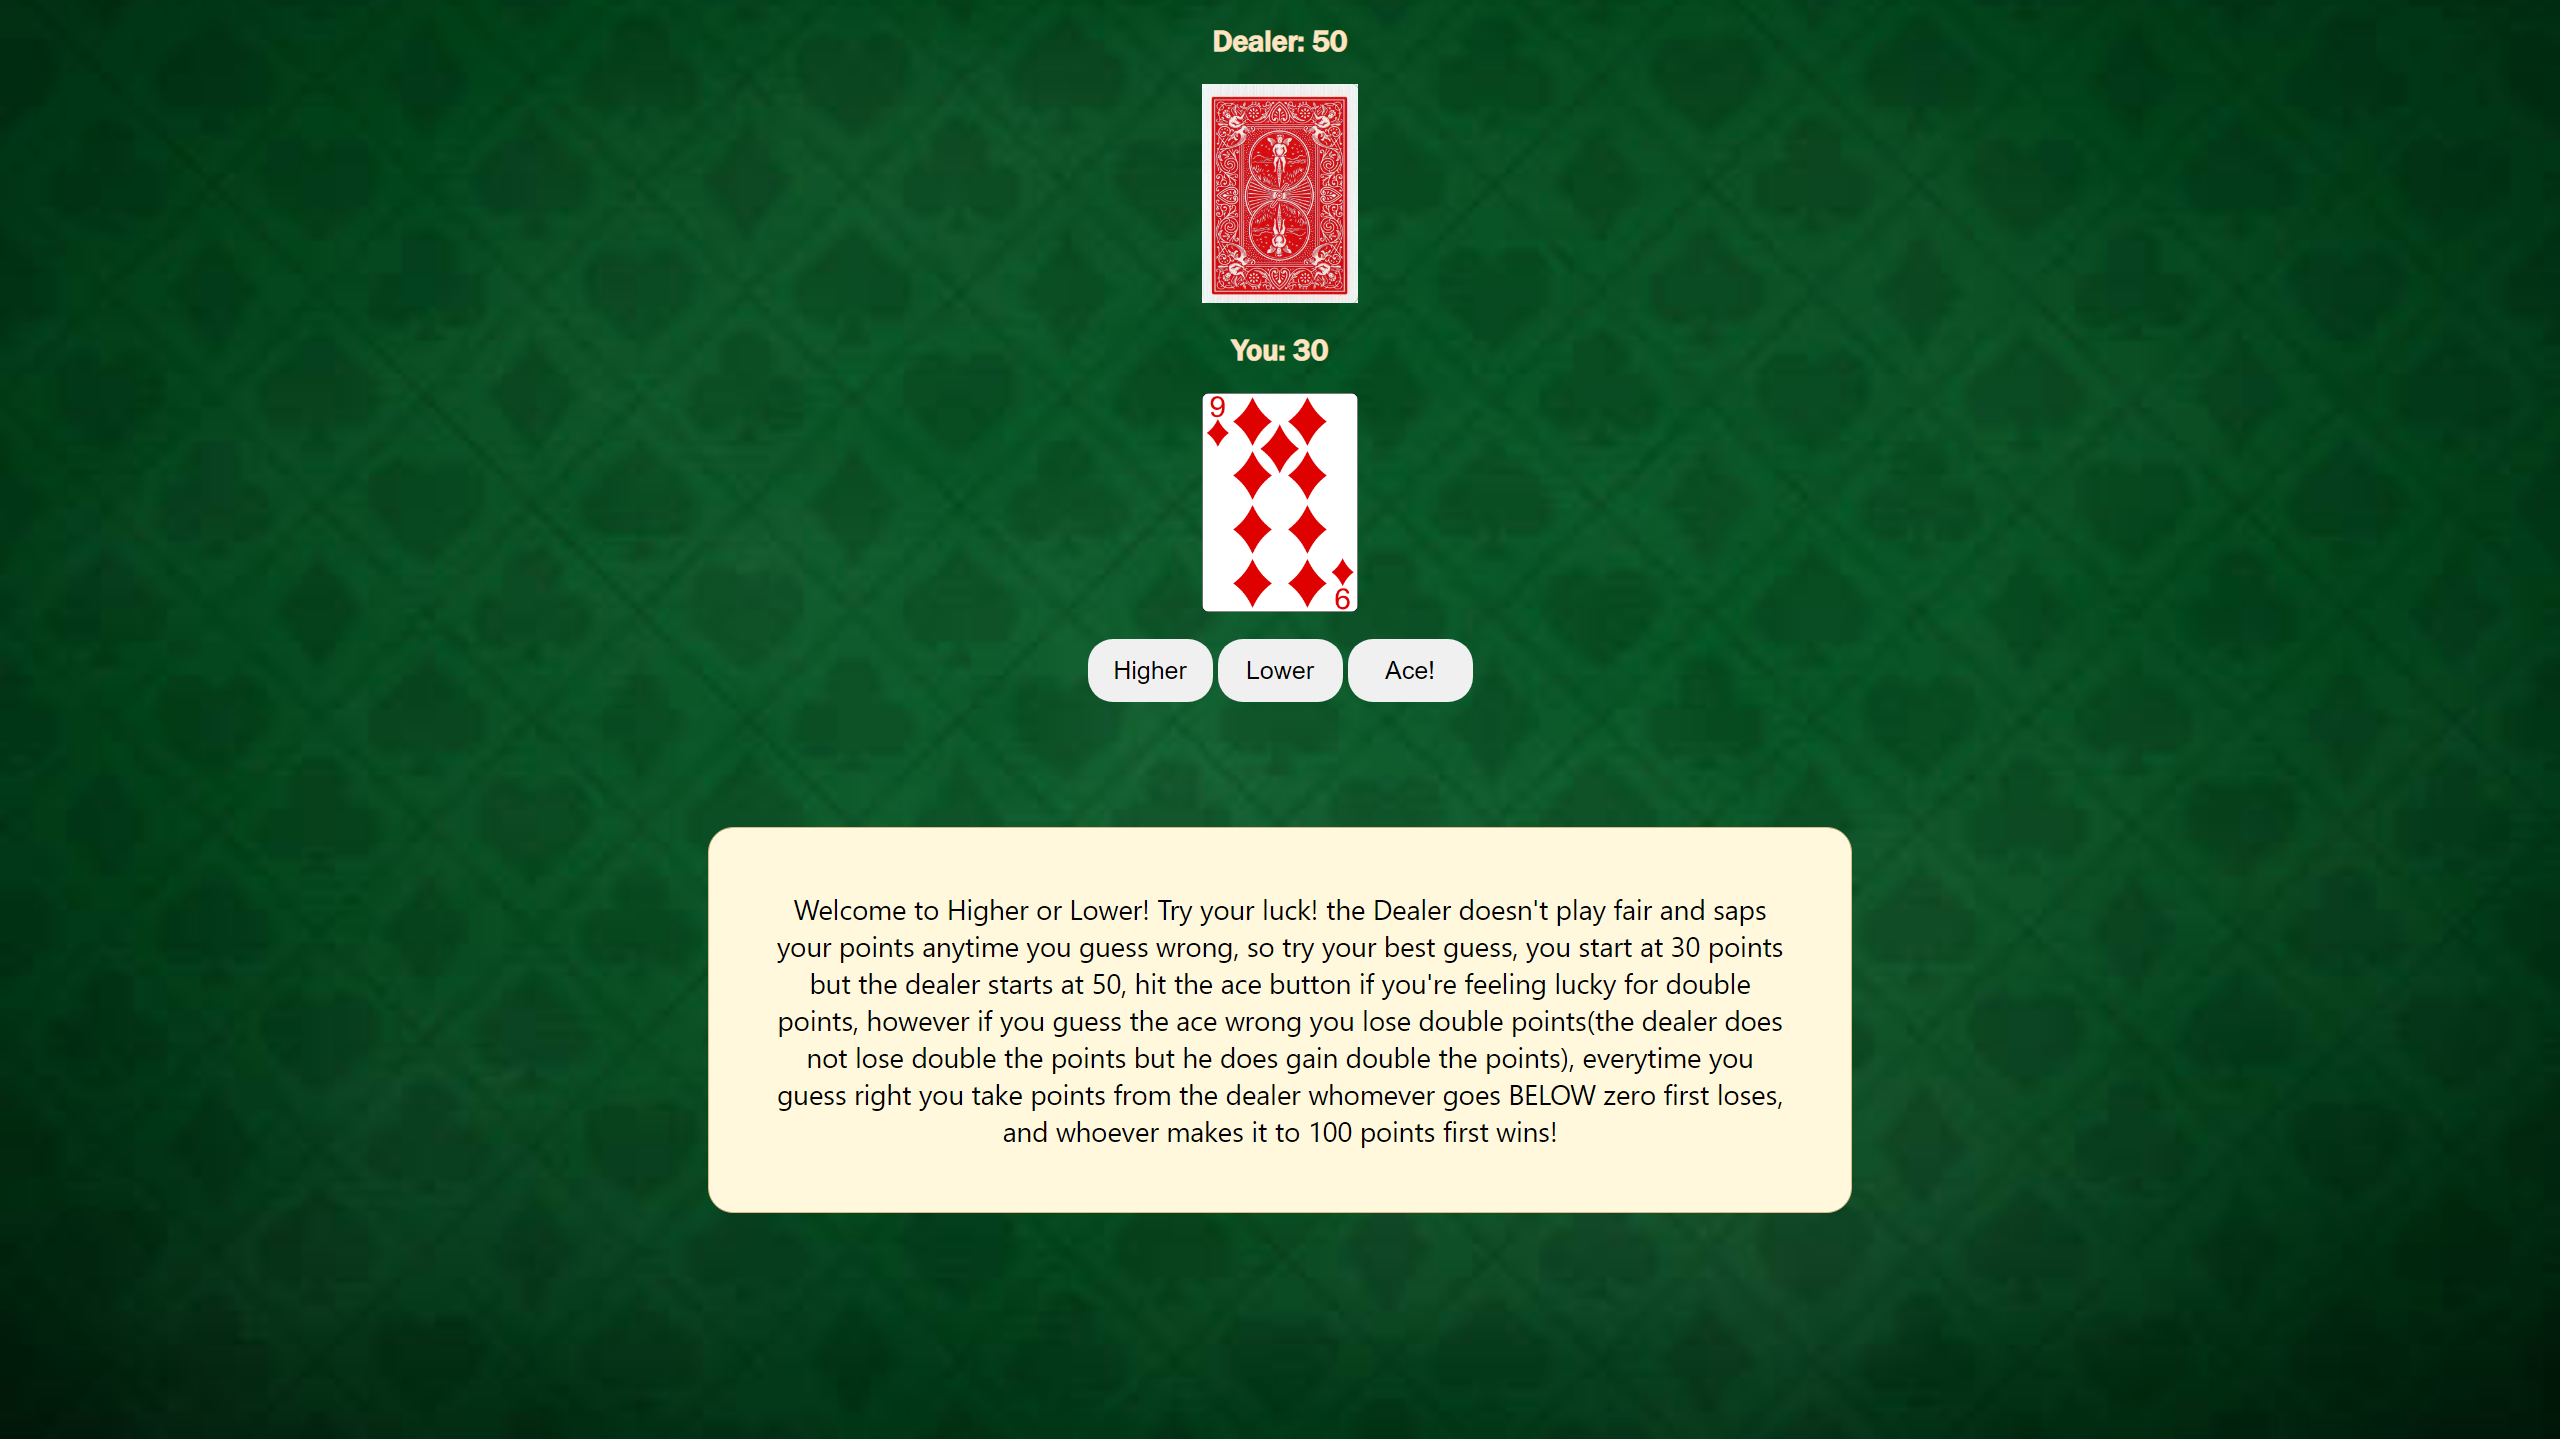 Dealer: 50
You: 30
9
9
Higher Lower Ace!
Welcome to Higher or Lower! Try your luck! the Dealer doesn't play fair and saps
your points anytime you guess wrong, so try your best guess, you start at 30 points
but the dealer starts at 50, hit the ace button if you're feeling lucky for double
points, however if you guess the ace wrong you lose double points(the dealer does
not lose double the points but he does gain double the points), everytime you
guess right you take points from the dealer whomever goes BELOW zero first loses,
and whoever makes it to 100 points first wins!